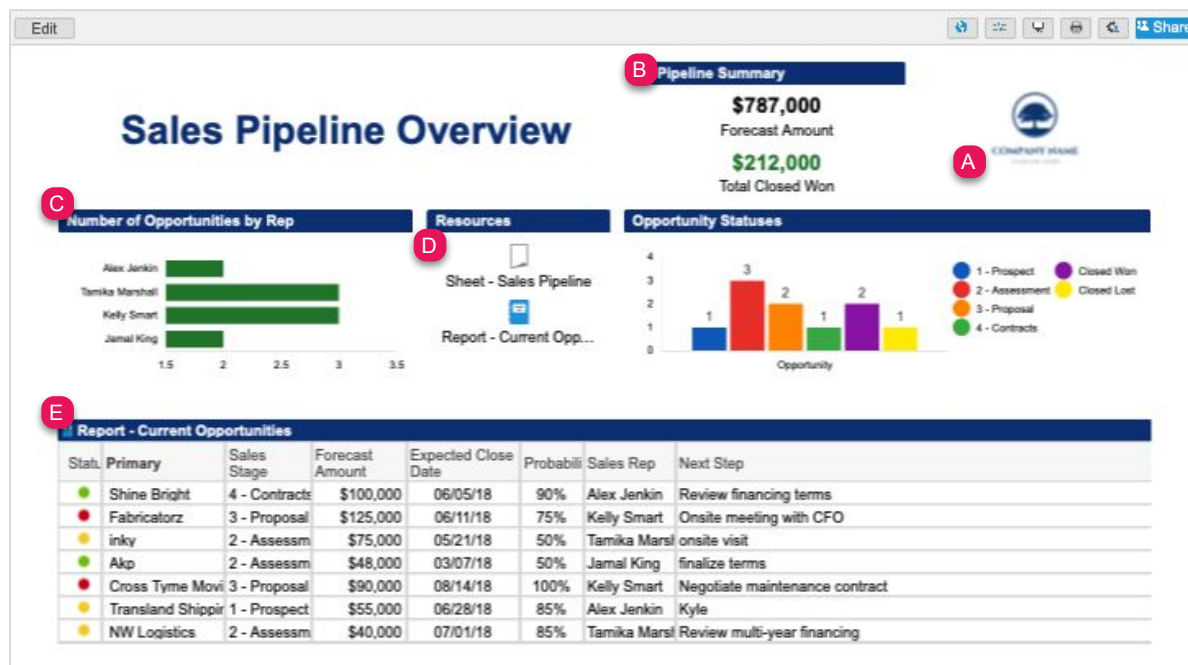 Edit
Share
B Pipeline Summary
$787,000
Forecast Amount
$212,000
Total Closed Won
Sales Pipeline Overview
COMPANY NAME
A
C
Number of Opportunities by Rep
Alex Jenkin
Tamika Marshall
Kelly Smart
Jamal King
1.5 2 2.5 3 3.5
Resources
D
Sheet - Sales Pipeline
Report - Current Opp...
Opportunity Statuses
4
3
2
1
0
1 3 2 1 2 1
Opportunity
1 - Prospect Closed Won
2 - Assessment Closed Lost
3 - Proposal
4 - Contracts
E
Report - Current Opportunities
Statu Primary Sales Stage Forecast Amount Expected Close Date Probabili Sales Rep Next Step
Shine Bright 4 - Contracts $100,000 06/05/18 90% Alex Jenkin Review financing terms
Fabricatorz 3 - Proposal $125,000 06/11/18 75% Kelly Smart Onsite meeting with CFO
inky 2 - Assessm $75,000 05/21/18 50% Tamika Marsh onsite visit
Akp 2 - Assessm $48,000 03/07/18 50% Jamal King finalize terms
Cross Tyme Movi 3 - Proposal $90,000 08/14/18 100% Kelly Smart Negotiate maintenance contract
Transland Shippin 1 - Prospect $55,000 06/28/18 85% Alex Jenkin Kyle
NW Logistics 2 - Assessm $40,000 07/01/18 85% Tamika Marsh Review multi-year financing